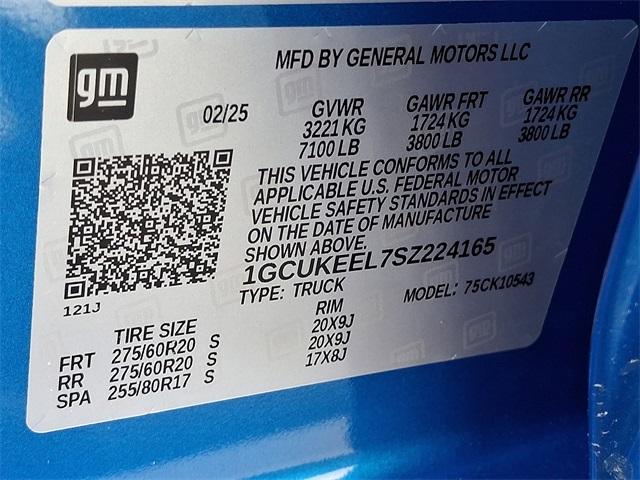 gm
MFD BY GENERAL MOTORS LLC
02/25
GVWR GAWR FRT GAWR RR
3221 KG 1724 KG 1724 KG
7100 LB 3800 LB 3800 LB
THIS VEHICLE CONFORMS TO ALL
APPLICABLE U.S. FEDERAL MOTOR
VEHICLE SAFETY STANDARDS IN EFFECT
ON THE DATE OF MANUFACTURE
SHOWN ABOVE.
1GCUKEEL7SZ224165
TYPE: TRUCK MODEL: 75CK10543
121J
TIRE SIZE RIM
FRT 275/60R20 S 20X9J
RR 275/60R20 S 20X9J
SPA 255/80R17 S 17X8J